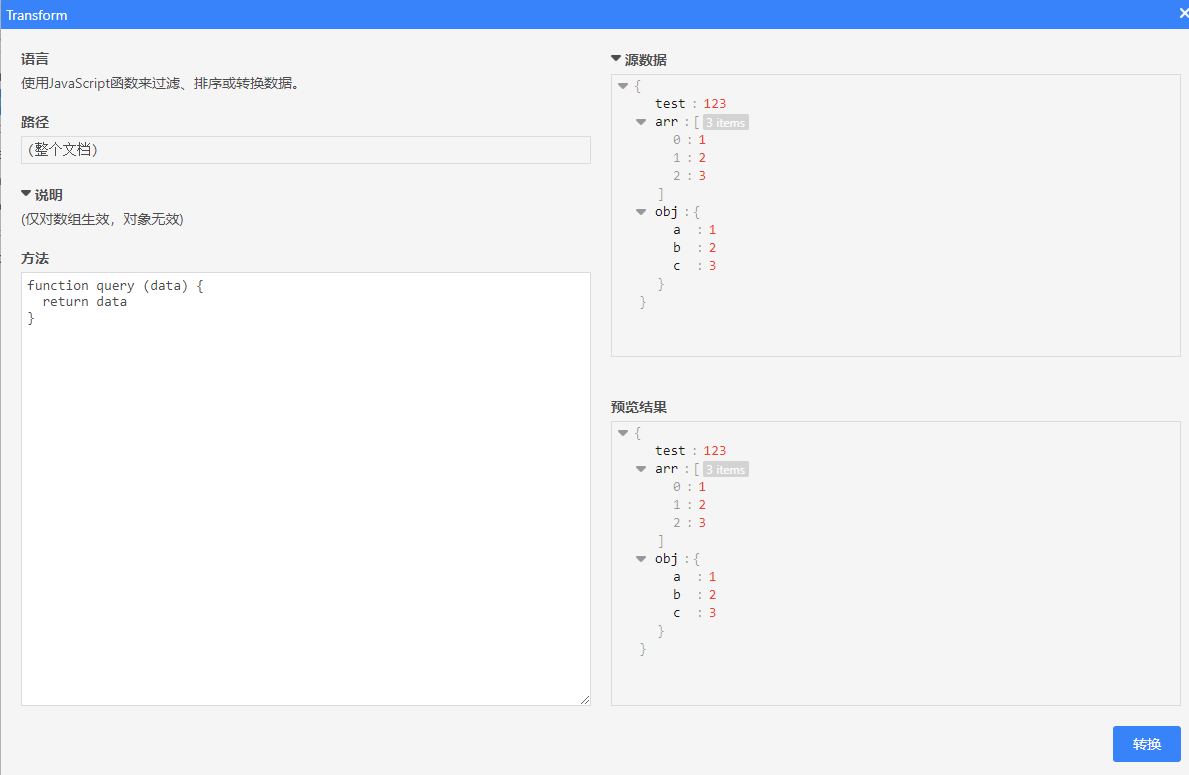 Transform
语言
使用JavaScript函数来过滤、排序或转换数据。
路径
(整个文档)
说明
(仅对数组生效，对象无效)
方法
function query (data) {
  return data
}
源数据
{
test : 123
arr : [ 3 items
0 : 1
1 : 2
2 : 3
]
obj : {
a : 1
b : 2
c : 3
}
}
预览结果
{
test : 123
arr : [ 3 items
0 : 1
1 : 2
2 : 3
]
obj : {
a : 1
b : 2
c : 3
}
}
转换